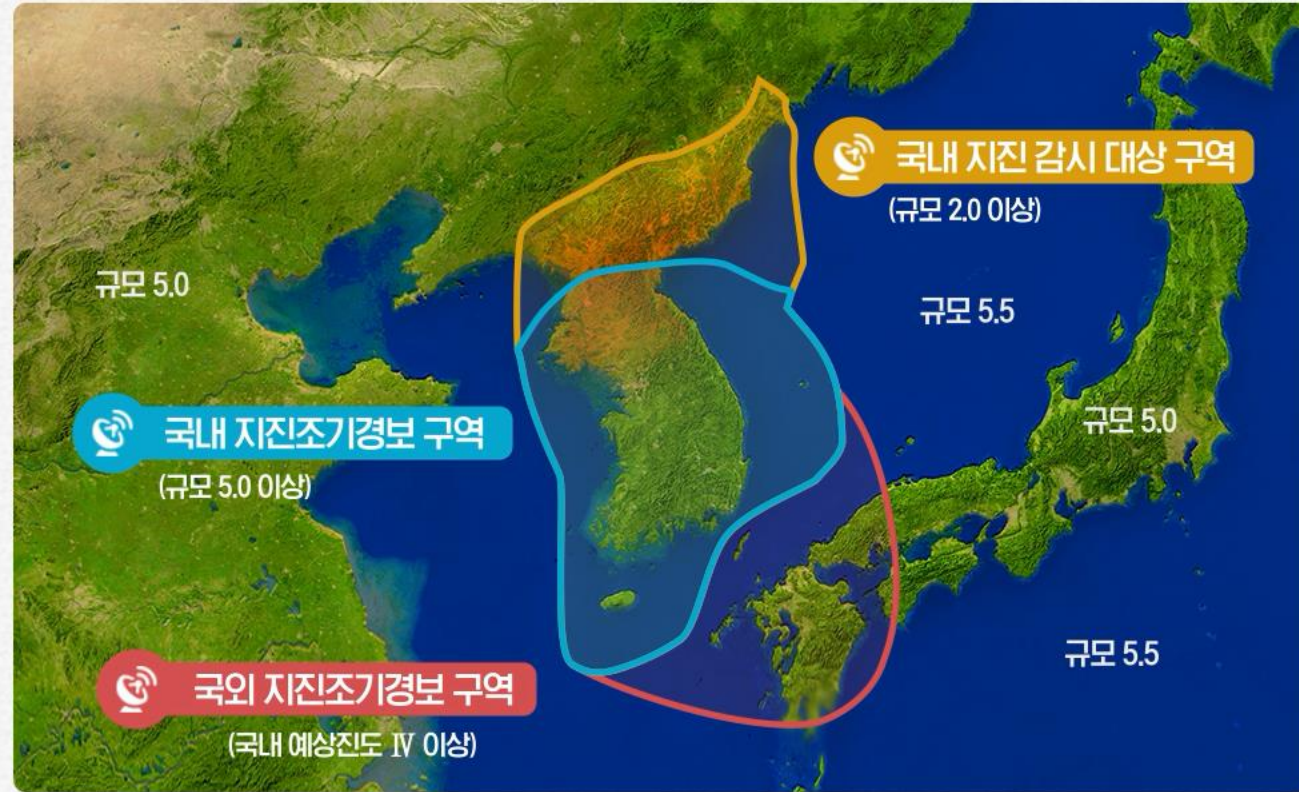 국내 지진 감시 대상 구역
(규모 2.0 이상)
규모 5.0
규모 5.5
규모 5.0
국내 지진조기경보 구역
(규모 5.0 이상)
규모 5.5
국외 지진조기경보 구역
(국내 예상진도 Ⅳ 이상)